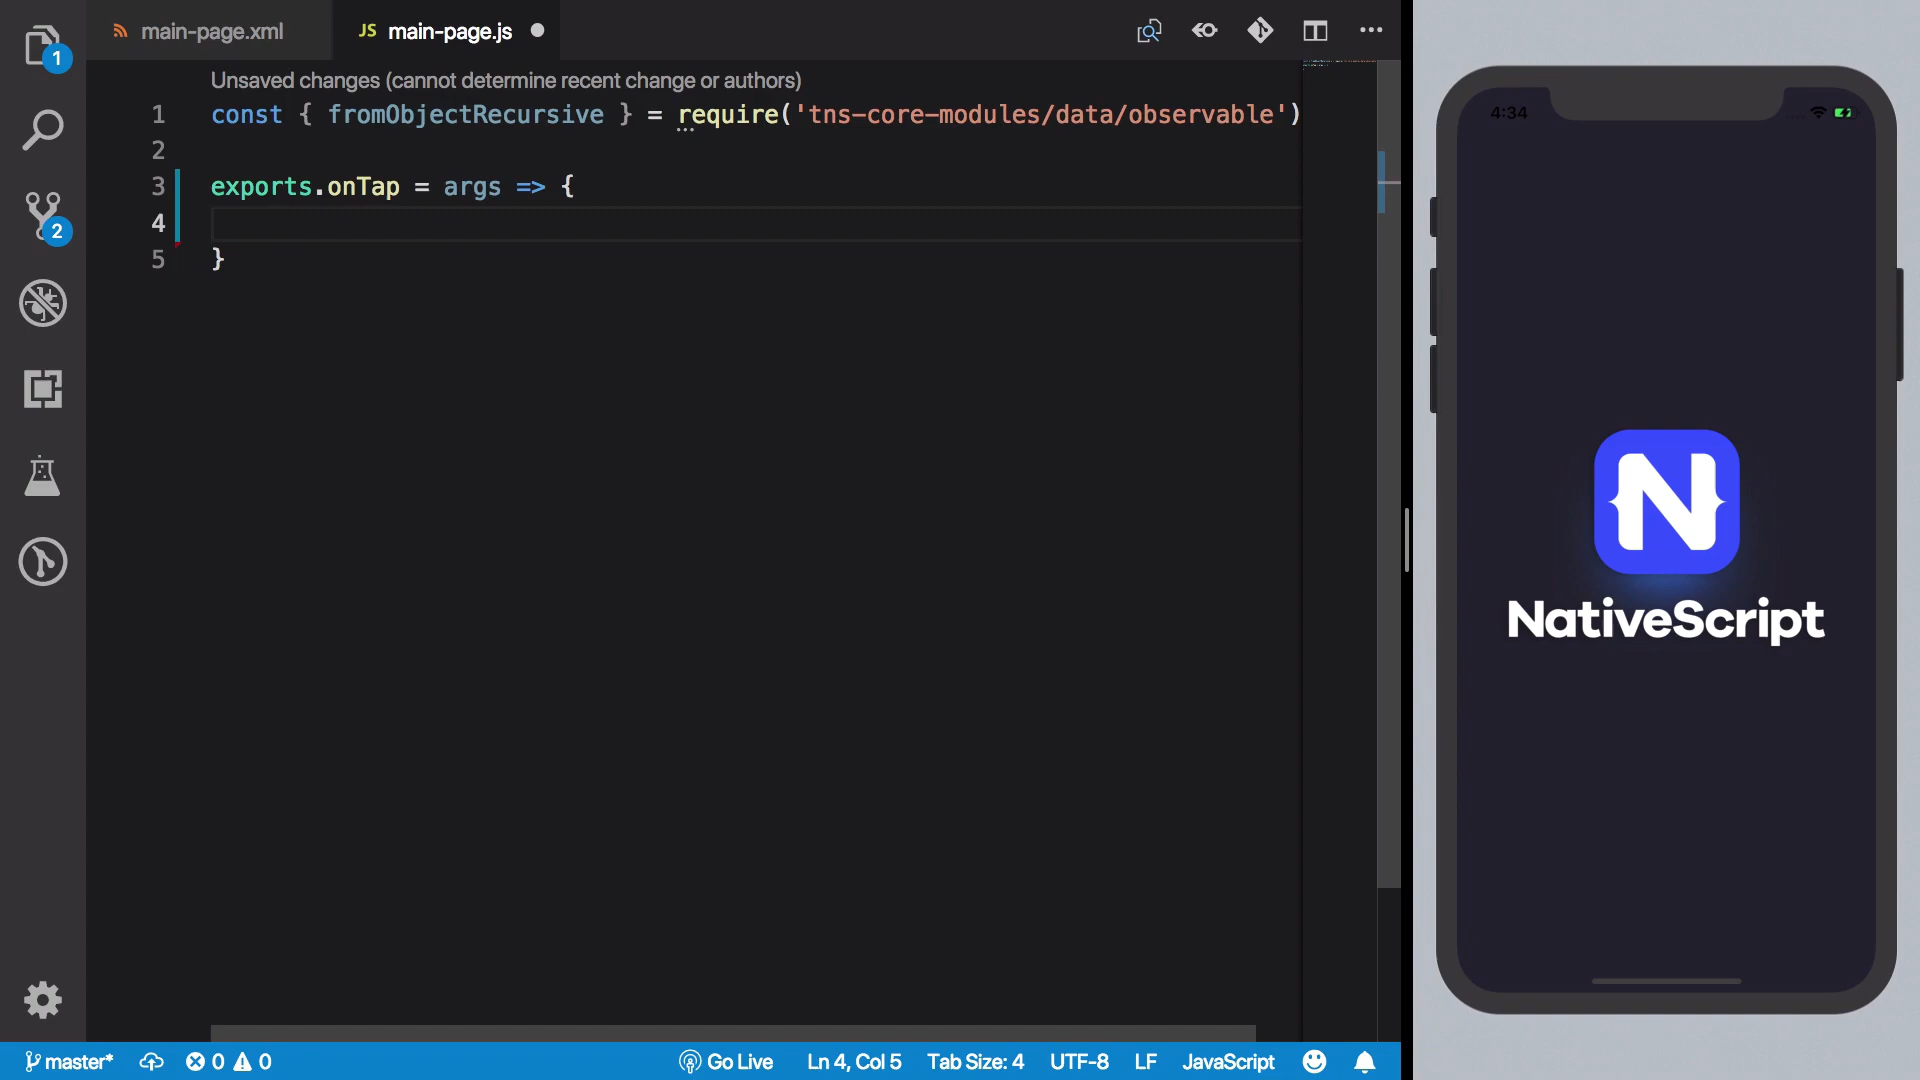 main-page.xml
JS main-page.js
Unsaved changes (cannot determine recent change or authors)
1 const { fromObjectRecursive } = require('tns-core-modules/data/observable')
2
3 exports.onTap = args => {
4
5 }
1
2
master*
0 0
Go Live
Ln 4, Col 5
Tab Size: 4
UTF-8
LF
JavaScript
4:34
N
NativeScript